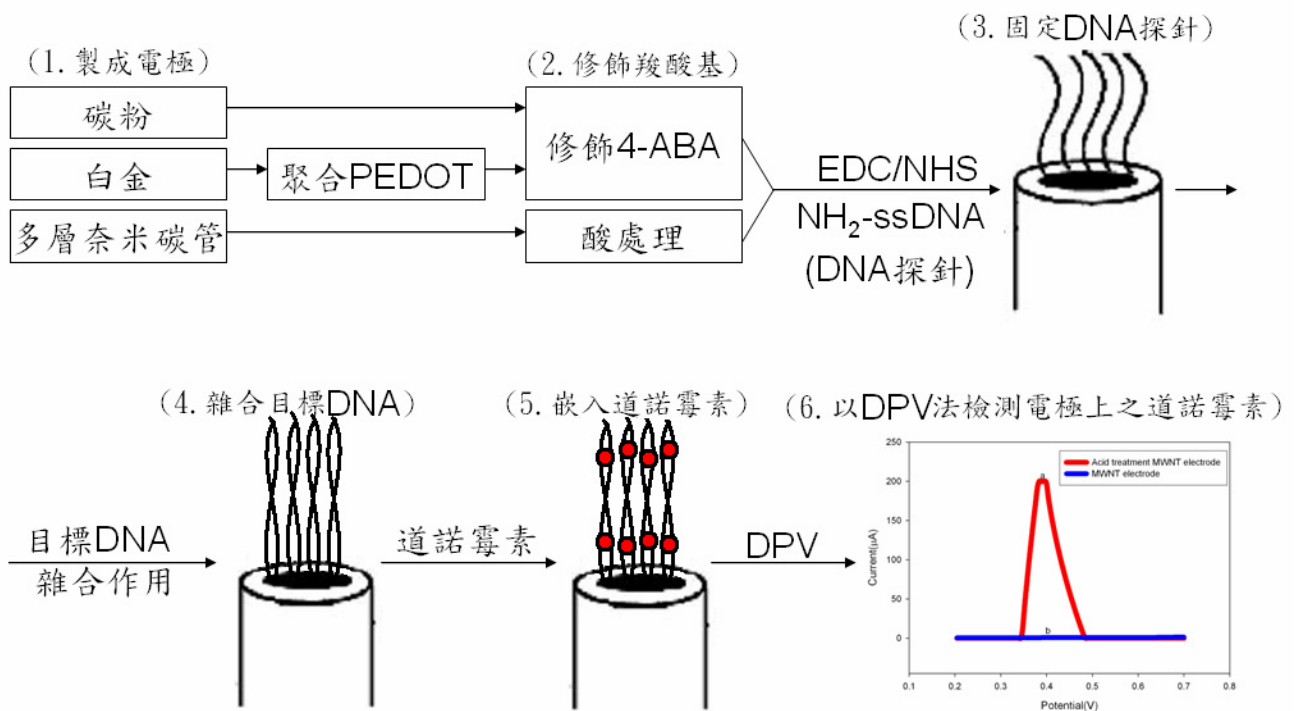 (1. 製成電極)
(2. 修飾羧酸基)
(3. 固定DNA探針)
碳粉
白金
聚合PEDOT
修飾4-ABA
多層奈米碳管
酸處理
EDC/NHS
NH2-ssDNA
(DNA探針)
(4. 雜合目標DNA)
(5. 嵌入道諾霉素)
(6. 以DPV法檢測電極上之道諾霉素)
目標DNA
雜合作用
道諾霉素
DPV
250
200
150
100
50
0
Current(uA)
Acid treatment MWNT electrode
MWNT electrode
a
b
0.1 0.2 0.3 0.4 0.5 0.6 0.7 0.8
Potential(V)